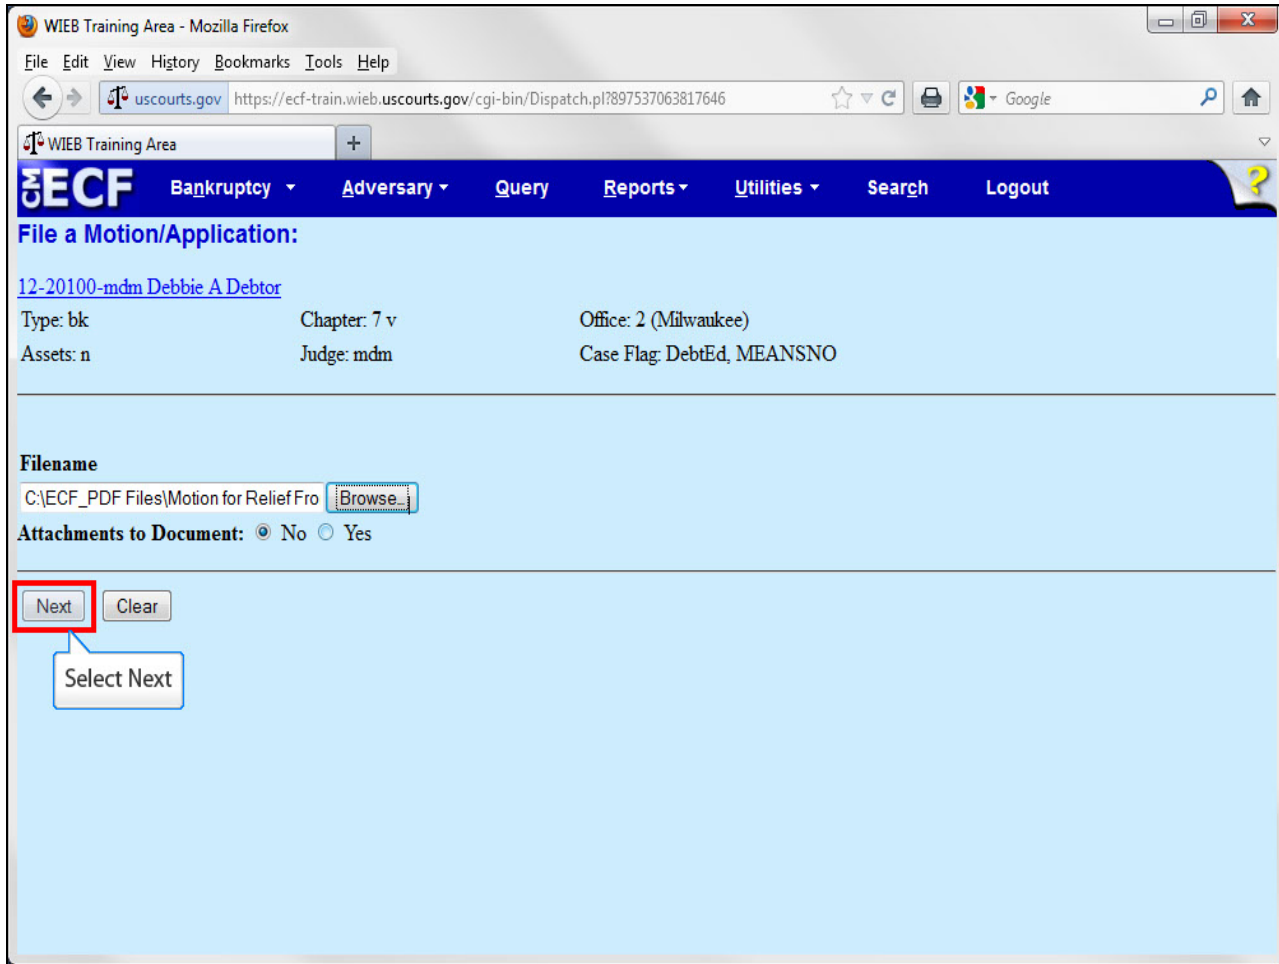 WIEB Training Area - Mozilla Firefox
File Edit View History Bookmarks Tools Help
uscourts.gov https://ecf-train.wieb.uscourts.gov/cgi-bin/Dispatch.pl?897537063817646 Google
WIEB Training Area +
CM ECF Bankruptcy Adversary Query Reports Utilities Search Logout ?
File a Motion/Application:
12-20100-mdm Debbie A Debtor
Type: bk Chapter: 7 v Office: 2 (Milwaukee)
Assets: n Judge: mdm Case Flag: DebtEd, MEANSNO
Filename
C:\ECF_PDF Files\Motion for Relief Fro Browse...
Attachments to Document: No Yes
Next Clear
Select Next